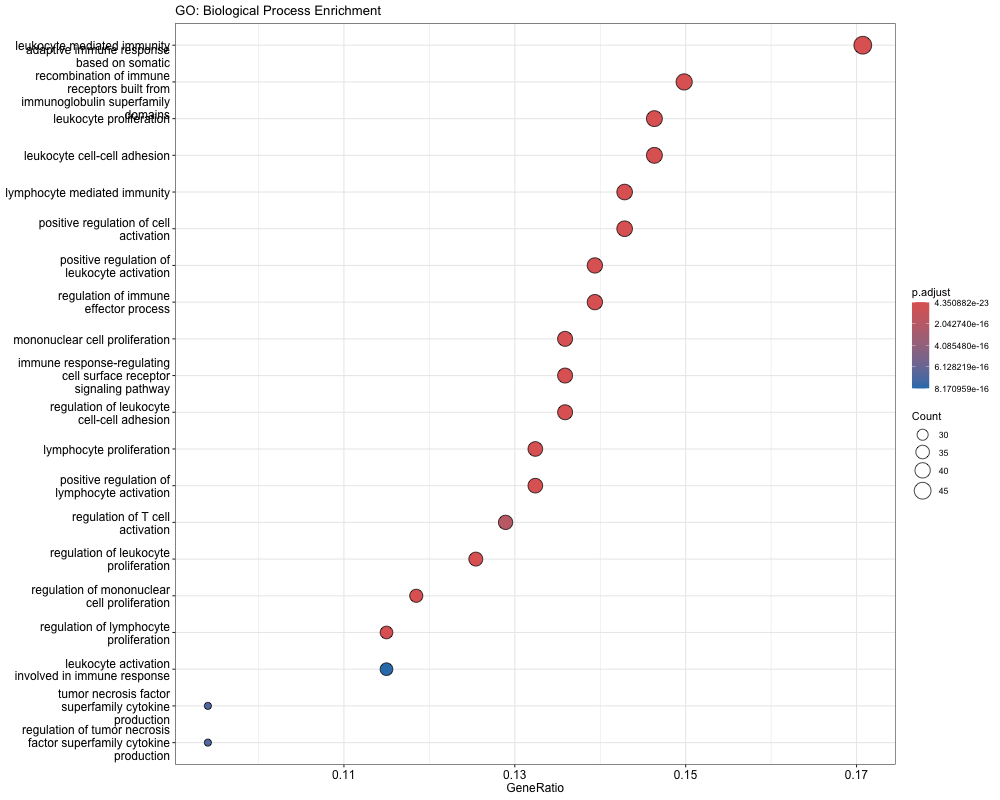 GO: Biological Process Enrichment
leukocyte mediated immunity
adaptive immune response
based on somatic
recombination of immune
receptors built from
immunoglobulin superfamily
domains
leukocyte proliferation
leukocyte cell-cell adhesion
lymphocyte mediated immunity
positive regulation of cell
activation
positive regulation of
leukocyte activation
regulation of immune
effector process
mononuclear cell proliferation
immune response-regulating
cell surface receptor
signaling pathway
regulation of leukocyte
cell-cell adhesion
lymphocyte proliferation
positive regulation of
lymphocyte activation
regulation of T cell
activation
regulation of leukocyte
proliferation
regulation of mononuclear
cell proliferation
regulation of lymphocyte
proliferation
leukocyte activation
involved in immune response
tumor necrosis factor
superfamily cytokine
production
regulation of tumor necrosis
factor superfamily cytokine
production
0.11
0.13
0.15
0.17
GeneRatio
p.adjust
4.350882e-23
2.042740e-16
4.085480e-16
6.128219e-16
8.170959e-16
Count
30
35
40
45